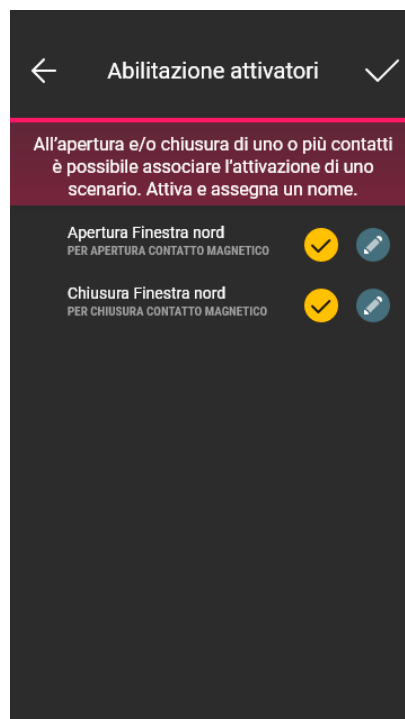 Abilitazione attivatori
All'apertura e/o chiusura di uno o più contatti
è possibile associare l'attivazione di uno
scenario. Attiva e assegna un nome.
Apertura Finestra nord
PER APERTURA CONTATTO MAGNETICO
Chiusura Finestra nord
PER CHIUSURA CONTATTO MAGNETICO